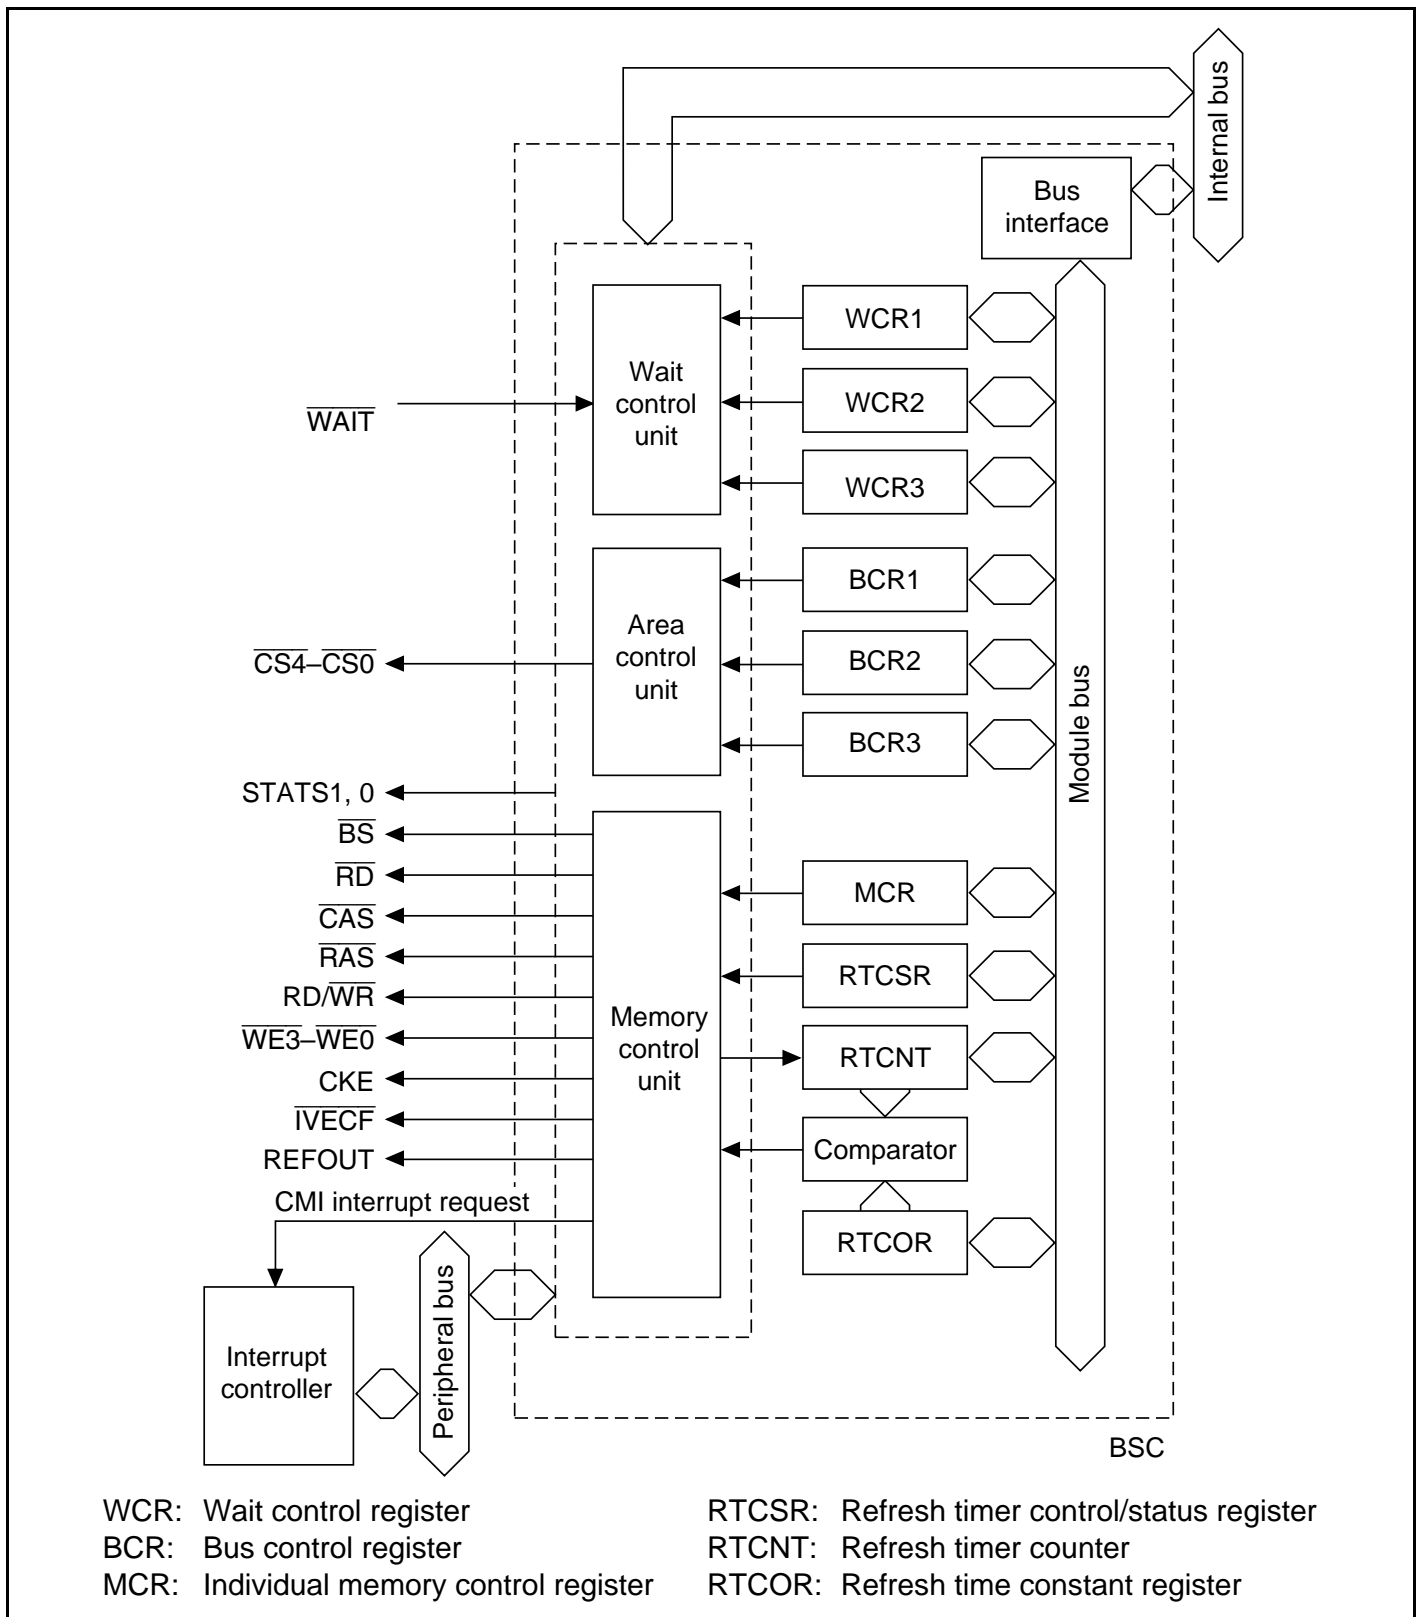 Internal bus
Bus
interface
WCR1
Wait
control
unit
WCR2
WAIT
WCR3
BCR1
Area
control
unit
CS4–CS0
BCR2
Module bus
BCR3
STATS1, 0
BS
RD
MCR
CAS
RAS
RTCSR
RD/WR
Memory
control
unit
WE3–WE0
RTCNT
CKE
IVECF
Comparator
REFOUT
CMI interrupt request
RTCOR
Peripheral bus
Interrupt
controller
BSC
WCR: Wait control register
BCR: Bus control register
MCR: Individual memory control register
RTCSR: Refresh timer control/status register
RTCNT: Refresh timer counter
RTCOR: Refresh time constant register